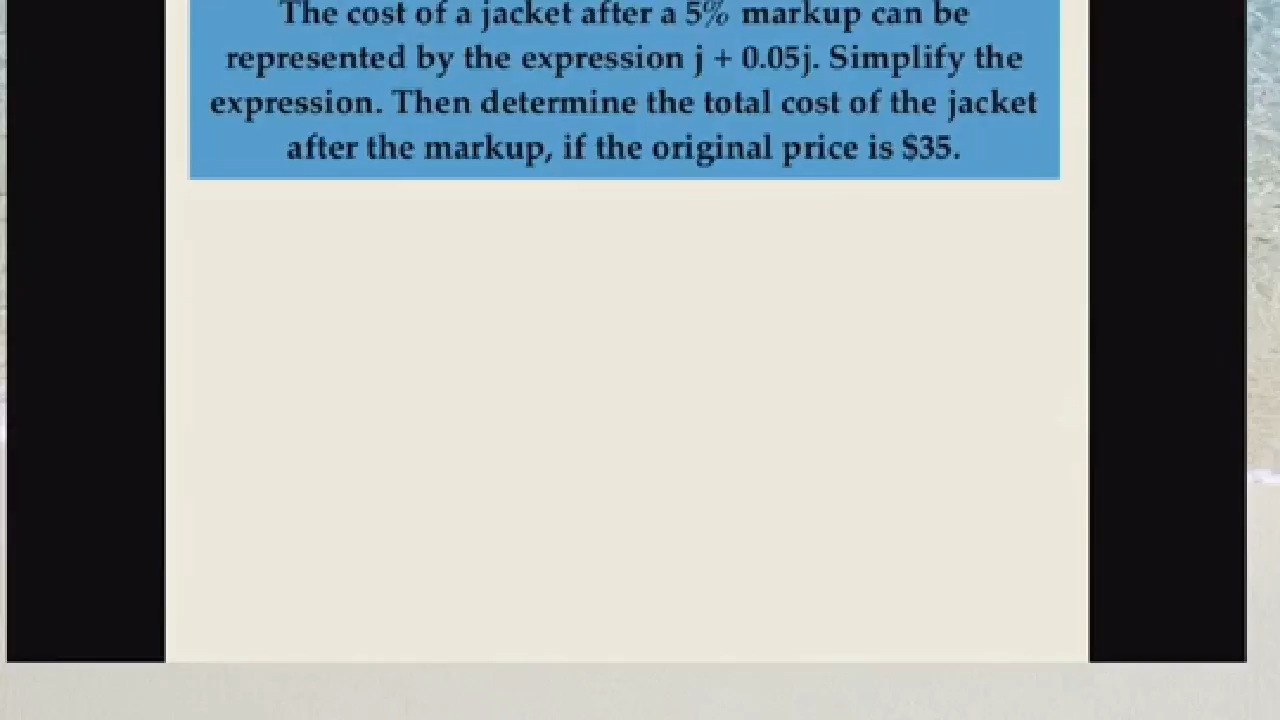 The cost of a jacket after a 5% markup can be
represented by the expression j + 0.05j. Simplify the
expression. Then determine the total cost of the jacket
after the markup, if the original price is $35.